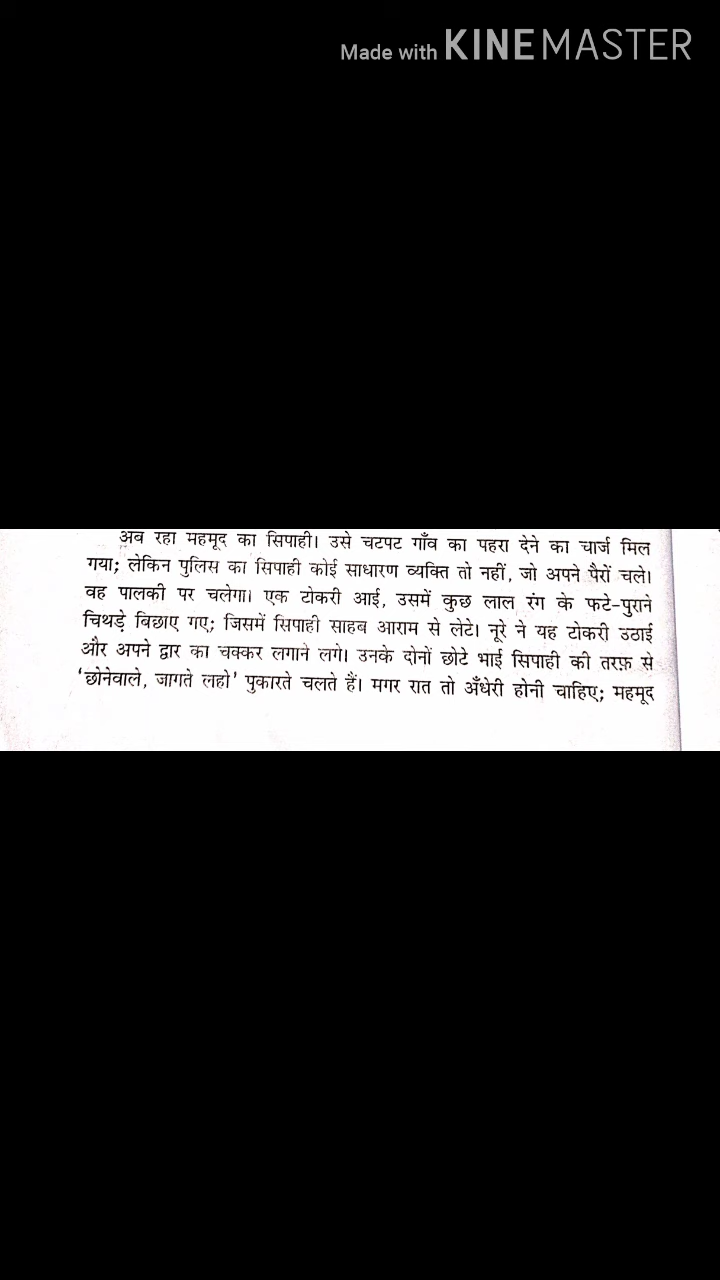 Made with KINEMASTER
अब रहा महमूद का सिपाही। उसे चटपट गाँव का पहरा देने का चार्ज मिल
गया; लेकिन पुलिस का सिपाही कोई साधारण व्यक्ति तो नहीं, जो अपने पैरों चले।
वह पालकी पर चलेगा। एक टोकरी आई, उसमें कुछ लाल रंग के फटे-पुराने
चिथड़े बिछाए गए; जिसमें सिपाही साहब आराम से लेटे। नूरे ने यह टोकरी उठाई
और अपने द्वार का चक्कर लगाने लगे। उनके दोनों छोटे भाई सिपाही की तरफ़ से
‘छोनेवाले, जागते लहो’ पुकारते चलते हैं। मगर रात तो अँधेरी होनी चाहिए; महमूद